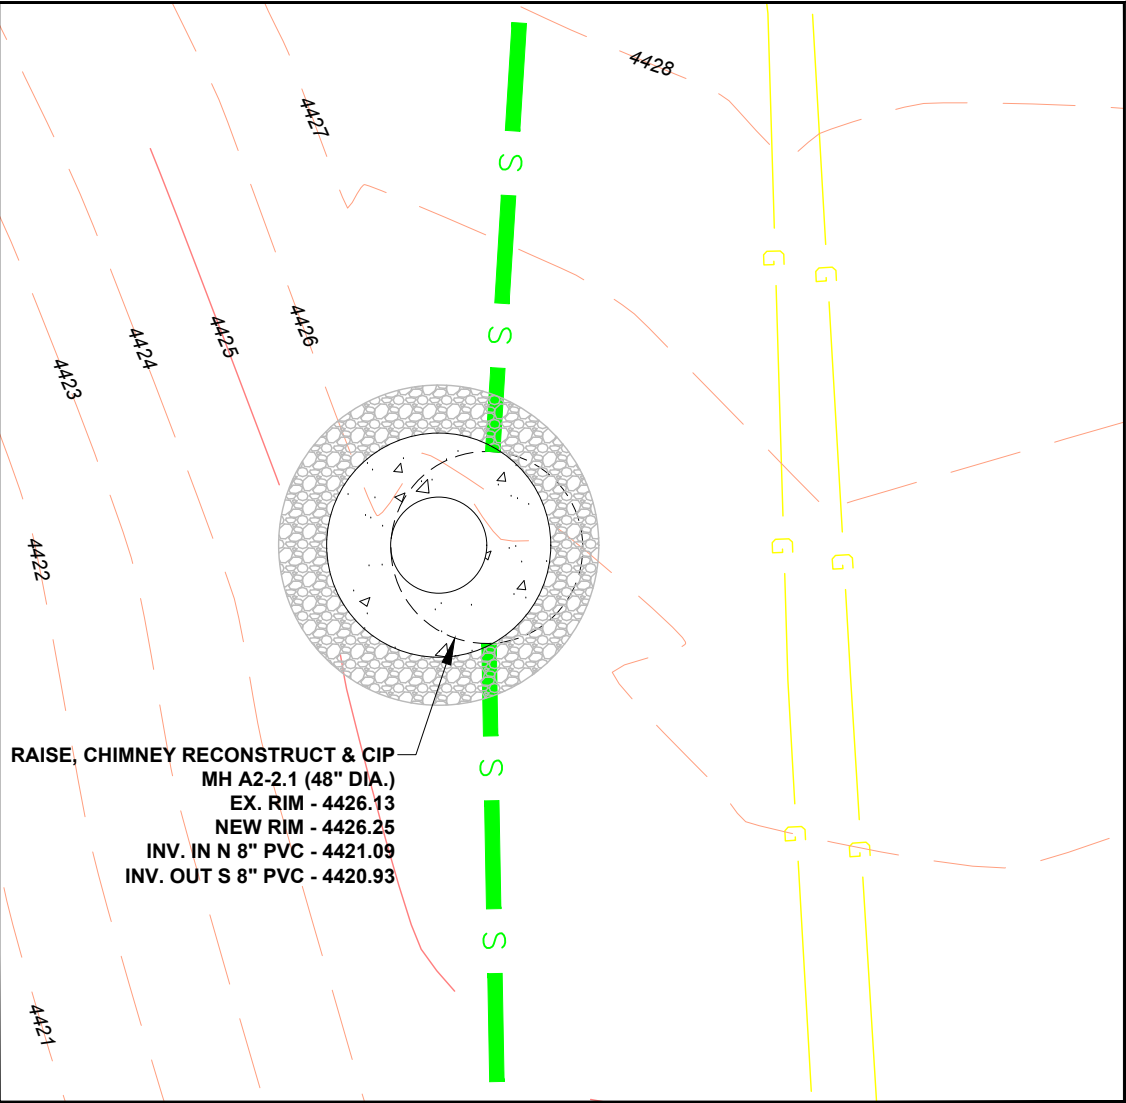 4428
4427
S
G
G
4426
4425
S
4424
4423
G
4422
G
RAISE, CHIMNEY RECONSTRUCT & CIP
MH A2-2.1 (48" DIA.)
EX. RIM - 4426.13
NEW RIM - 4426.25
INV. IN N 8" PVC - 4421.09
INV. OUT S 8" PVC - 4420.93
S
G
G
S
4421